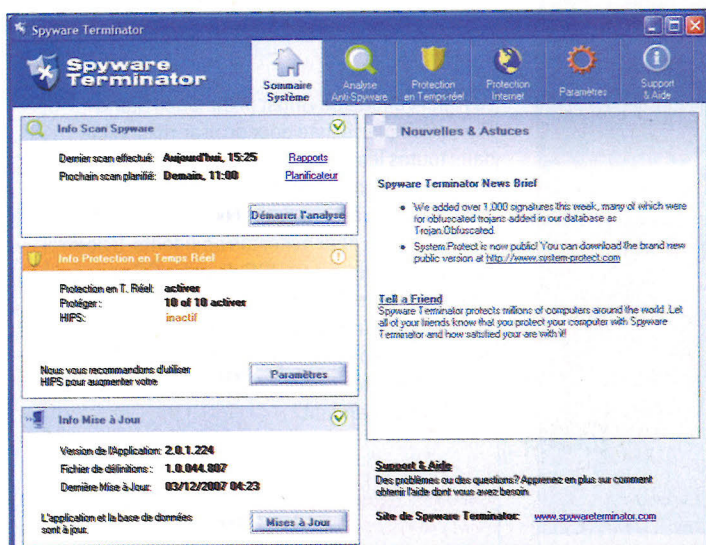 Spyware Terminator
Spyware
Terminator
Sommaire
Système
Analyse
Anti-Spyware
Protection
en Temps-réel
Protection
Internet
Paramètres
Support
& Aide
Info Scan Spyware
Dernier scan effectué: Aujourd'hui, 15:25 Rapports
Prochain scan planifié: Demain, 11:00 Planificateur
Démarrer l'analyse
Info Protection en Temps Réel
Protection en T. Réel: activer
Protéger : 10 of 10 activer
HIPS: inactif
Nous vous recommandons d'utiliser
HIPS pour augmenter votre
Paramètres
Info Mise à Jour
Version de l'Application: 2.0.1.224
Fichier de définitions : 1.0.044.807
Dernière Mise à Jour: 03/12/2007 04:23
L'application et la base de données
sont à jour.
Mises à Jour
Nouvelles & Astuces
Spyware Terminator News Brief
• We added over 1,000 signatures this week, many of which were
for obfuscated trojans added in our database as
Trojan.Obfuscated
• System Protect is now public! You can download the brand new
public version at http://www.system-protect.com
Tell a Friend
Spyware Terminator protects millions of computers around the world. Let
all of your friends know that you protect your computer with Spyware
Terminator and how satisfied your are with it!
Support & Aide
Des problèmes ou des questions? Apprenez en plus sur comment
obtenir l'aide dont vous avez besoin.
Site de Spyware Terminator: www.spywareterminator.com